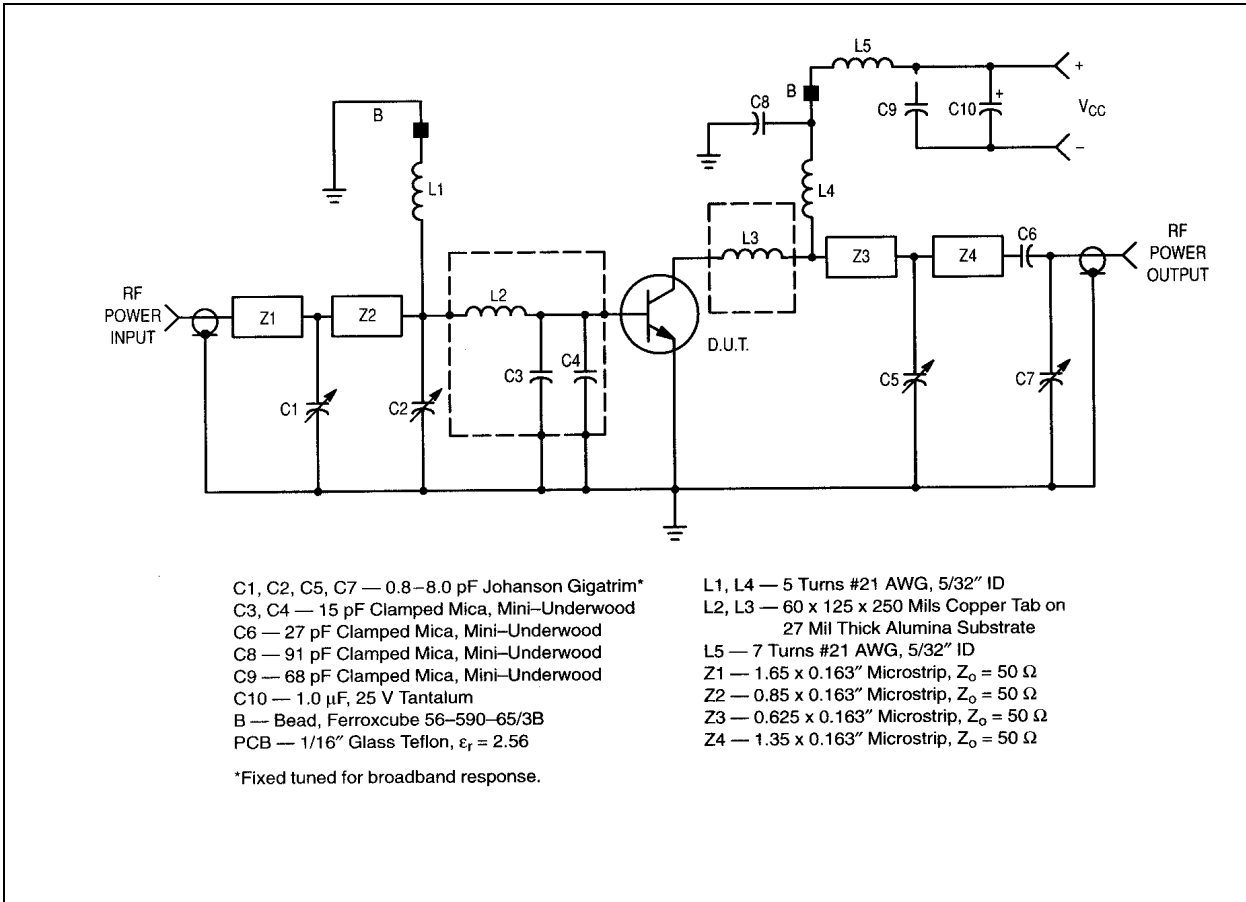 L5
B
+
C8
B
+
C9
C10
VCC
−
L1
L4
L3
C6
RF
POWER
OUTPUT
Z3
Z4
RF
POWER
INPUT
L2
Z1
Z2
D.U.T.
C3
C4
C1
C2
C5
C7
C1, C2, C5, C7 — 0.8–8.0 pF Johanson Gigatrim*
C3, C4 — 15 pF Clamped Mica, Mini–Underwood
C6 — 27 pF Clamped Mica, Mini–Underwood
C8 — 91 pF Clamped Mica, Mini–Underwood
C9 — 68 pF Clamped Mica, Mini–Underwood
C10 — 1.0 μF, 25 V Tantalum
B — Bead, Ferroxcube 56–590–65/3B
PCB — 1/16″ Glass Teflon, εr = 2.56
*Fixed tuned for broadband response.
L1, L4 — 5 Turns #21 AWG, 5/32″ ID
L2, L3 — 60 x 125 x 250 Mils Copper Tab on
27 Mil Thick Alumina Substrate
L5 — 7 Turns #21 AWG, 5/32″ ID
Z1 — 1.65 x 0.163″ Microstrip, Zo = 50 Ω
Z2 — 0.85 x 0.163″ Microstrip, Zo = 50 Ω
Z3 — 0.625 x 0.163″ Microstrip, Zo = 50 Ω
Z4 — 1.35 x 0.163″ Microstrip, Zo = 50 Ω